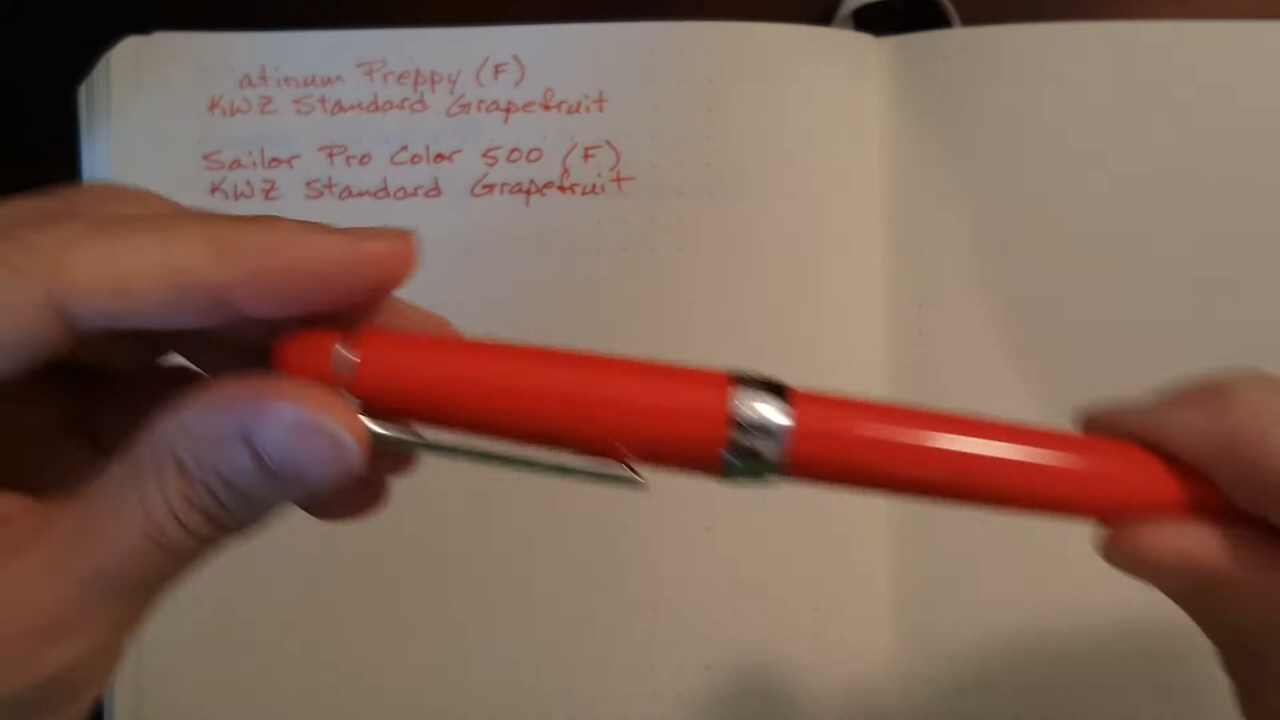 atinum Preppy (F)
KWZ Standard Grapefruit
Sailor Pro Color 500 (F)
KWZ Standard Grapefruit